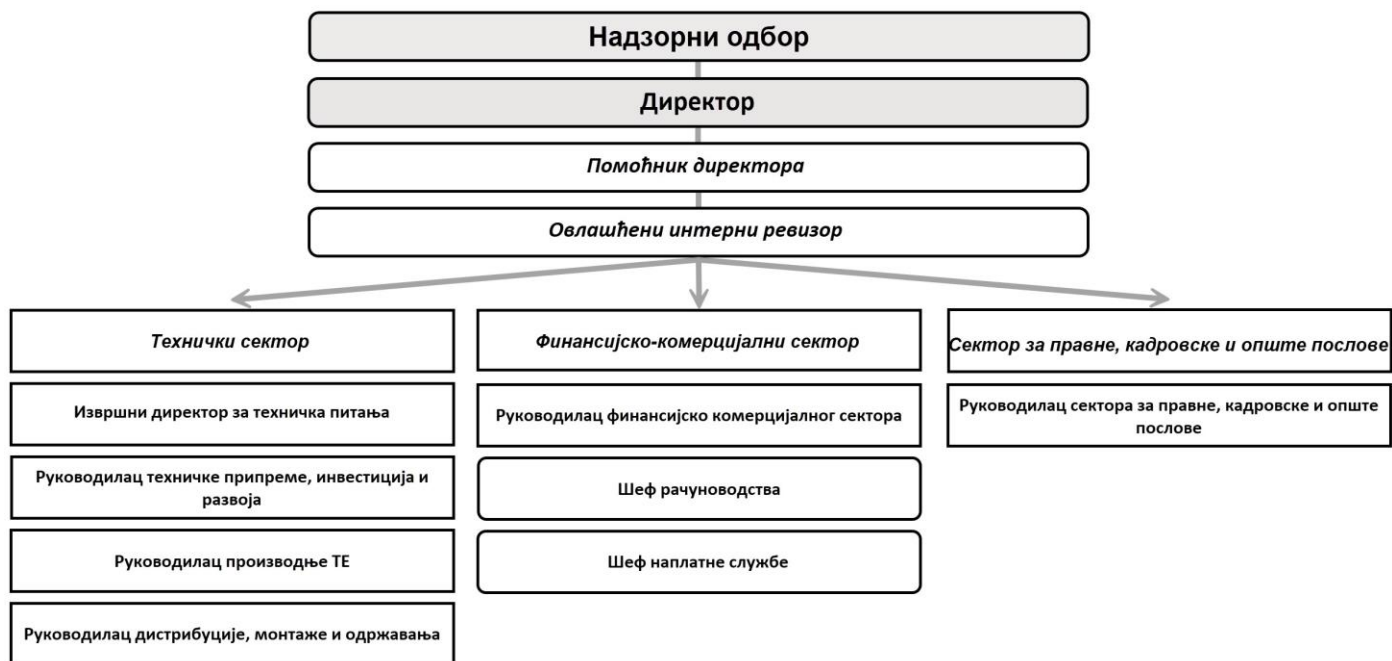 Надзорни одбор
Директор
Помоћник директора
Овлашћени интерни ревизор
Технички сектор
Извршни директор за техничка питања
Руководилац техничке припреме, инвестиција и
развоја
Руководилац производње ТЕ
Руководилац дистрибуције, монтаже и одржавања
Финансијско-комерцијални сектор
Руководилац финансијско комерцијалног сектора
Шеф рачуноводства
Шеф наплатне службе
Сектор за правне, кадровске и опште послове
Руководилац сектора за правне, кадровске и опште
послове